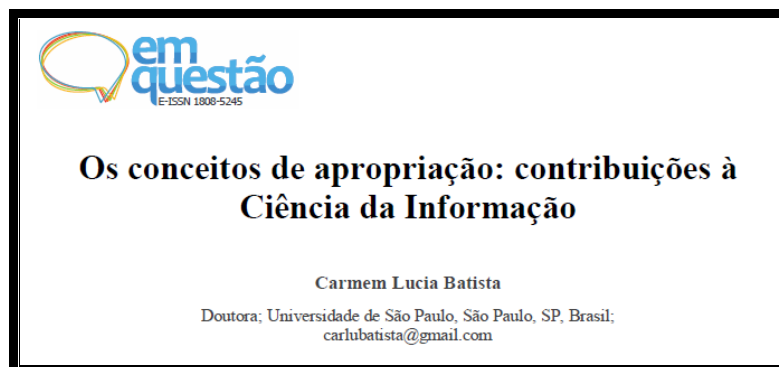 em
questão
E-ISSN 1808-5245
Os conceitos de apropriação: contribuições à
Ciência da Informação
Carmem Lucia Batista
Doutora; Universidade de São Paulo, São Paulo, SP, Brasil;
carlubatista@gmail.com